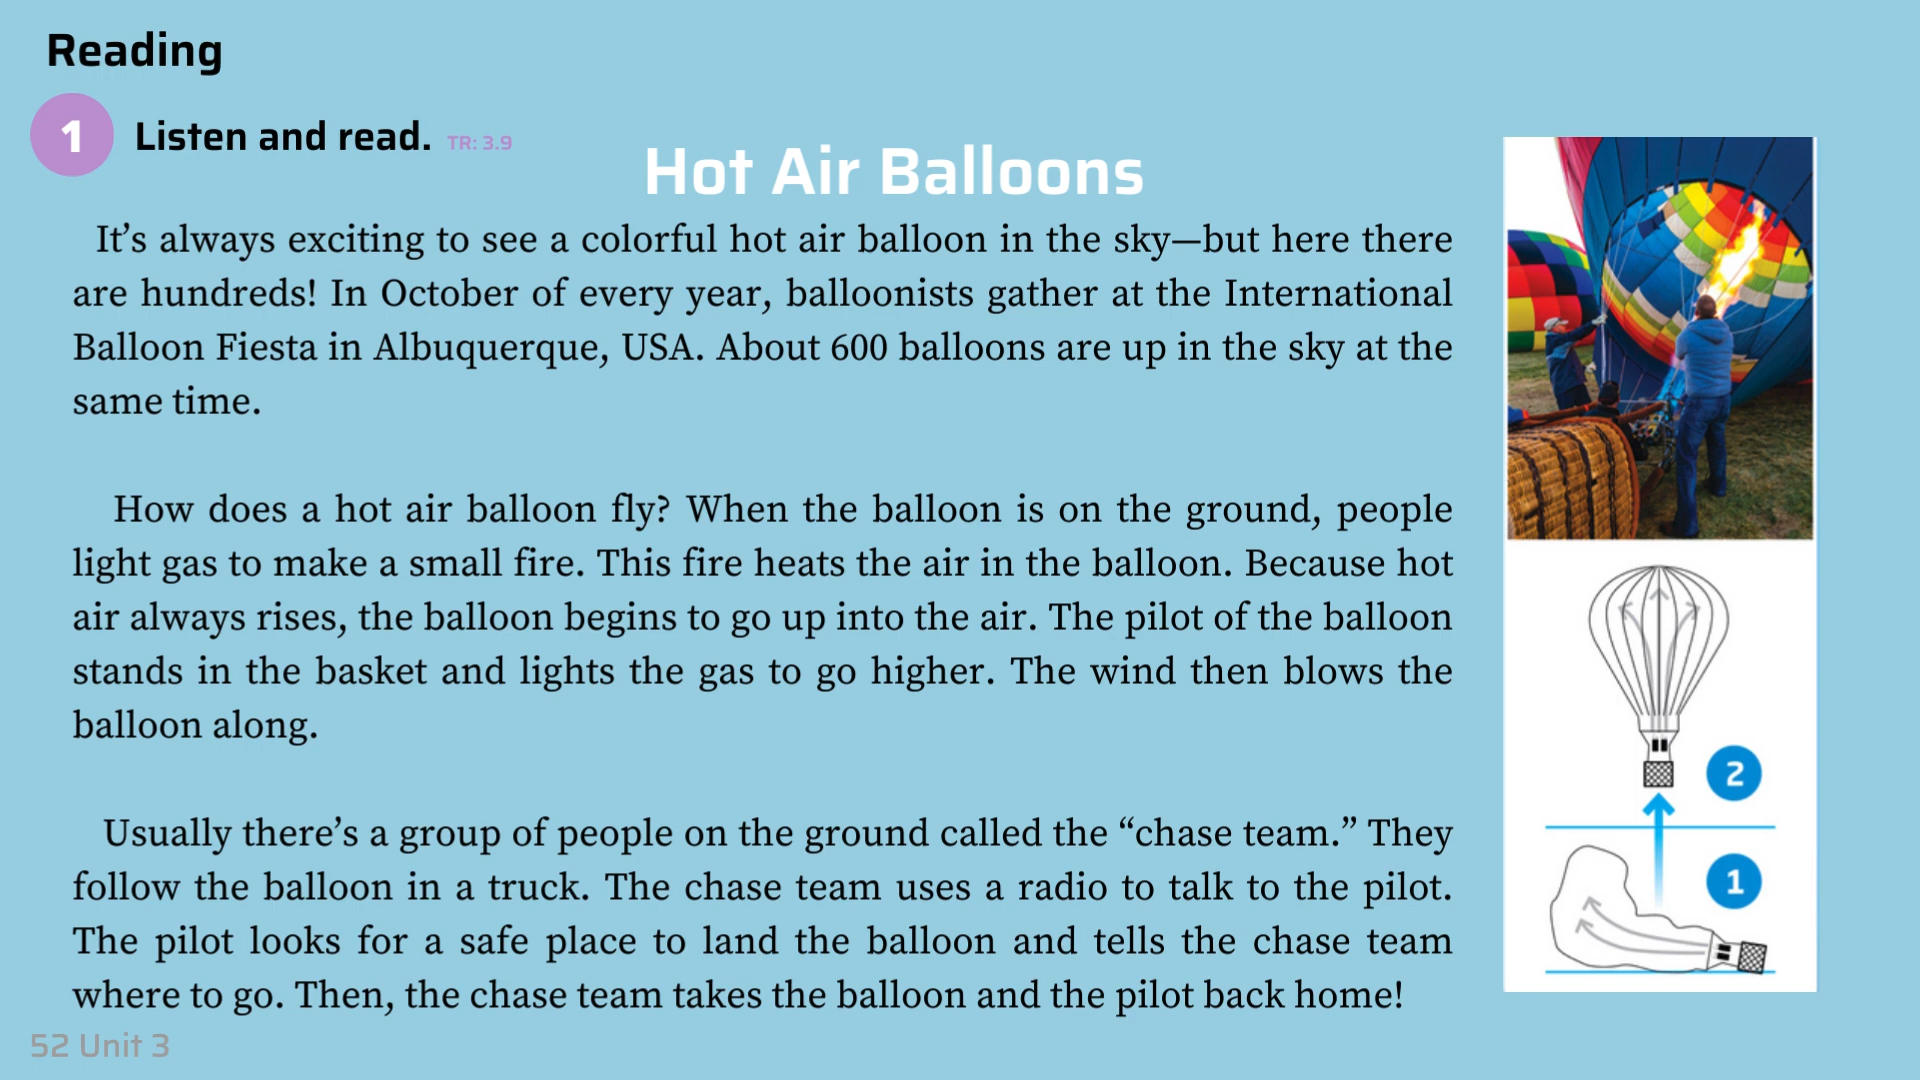 Reading
1 Listen and read. TR: 3.9
Hot Air Balloons
It’s always exciting to see a colorful hot air balloon in the sky—but here there
are hundreds! In October of every year, balloonists gather at the International
Balloon Fiesta in Albuquerque, USA. About 600 balloons are up in the sky at the
same time.
How does a hot air balloon fly? When the balloon is on the ground, people
light gas to make a small fire. This fire heats the air in the balloon. Because hot
air always rises, the balloon begins to go up into the air. The pilot of the balloon
stands in the basket and lights the gas to go higher. The wind then blows the
balloon along.
Usually there’s a group of people on the ground called the “chase team.” They
follow the balloon in a truck. The chase team uses a radio to talk to the pilot.
The pilot looks for a safe place to land the balloon and tells the chase team
where to go. Then, the chase team takes the balloon and the pilot back home!
2
1
52 Unit 3